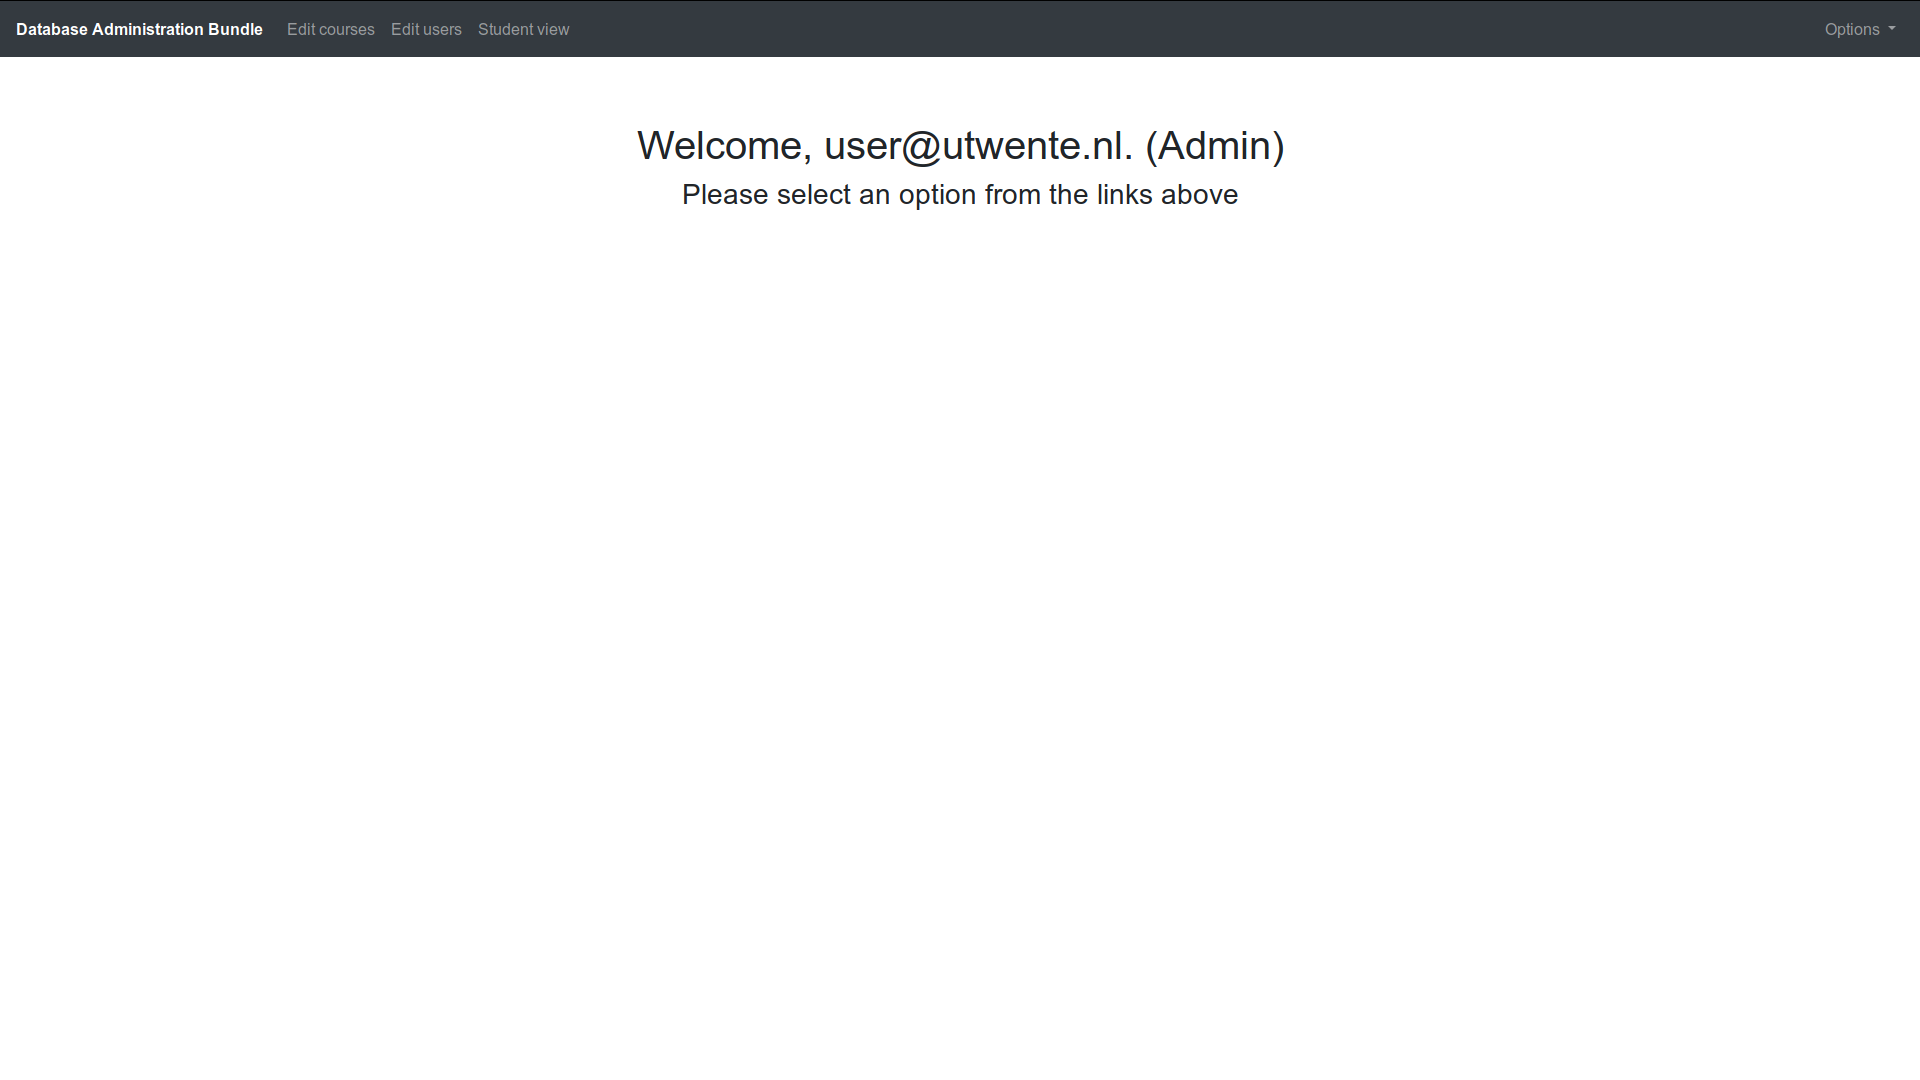 Database Administration Bundle Edit courses Edit users Student view Options
Welcome, user@utwente.nl. (Admin)
Please select an option from the links above